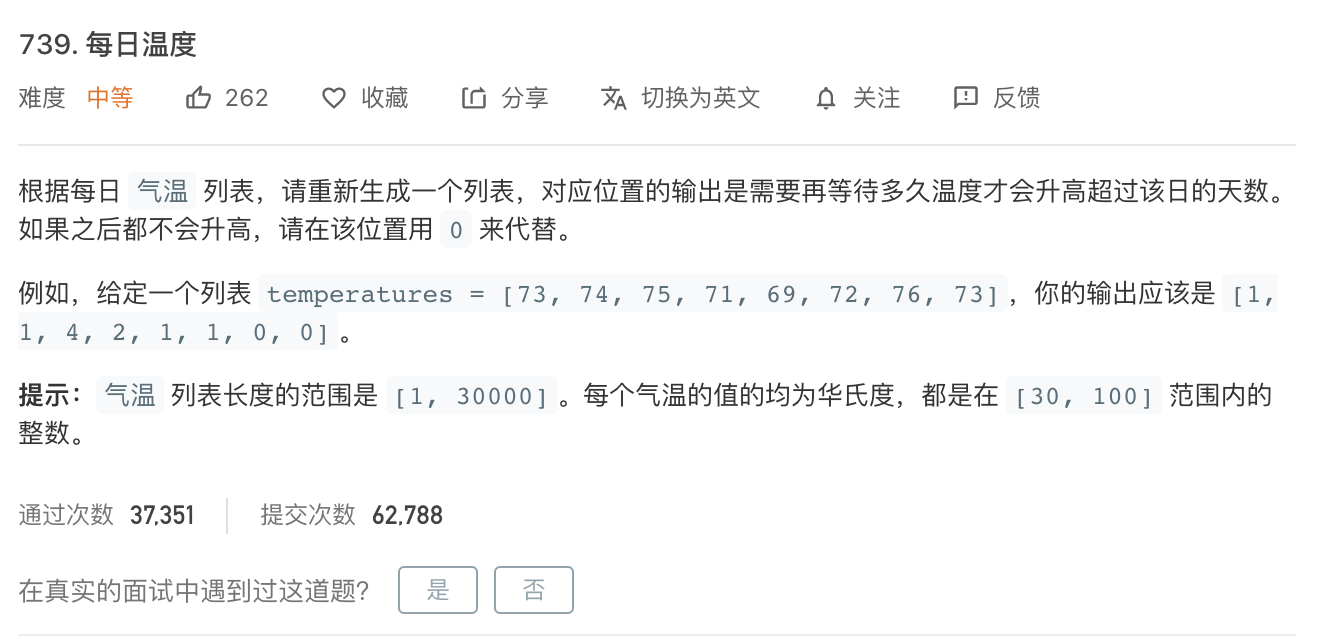 739. 每日温度
难度 中等 262 收藏 分享 切换为英文 关注 反馈
根据每日 气温 列表，请重新生成一个列表，对应位置的输出是需要再等待多久温度才会升高超过该日的天数。
如果之后都不会升高，请在该位置用 0 来代替。
例如，给定一个列表 temperatures = [73, 74, 75, 71, 69, 72, 76, 73]，你的输出应该是 [1,
1, 4, 2, 1, 1, 0, 0]。
提示：气温 列表长度的范围是 [1, 30000]。每个气温的值的均为华氏度，都是在 [30, 100] 范围内的
整数。
通过次数 37,351 提交次数 62,788
在真实的面试中遇到过这道题? 是 否